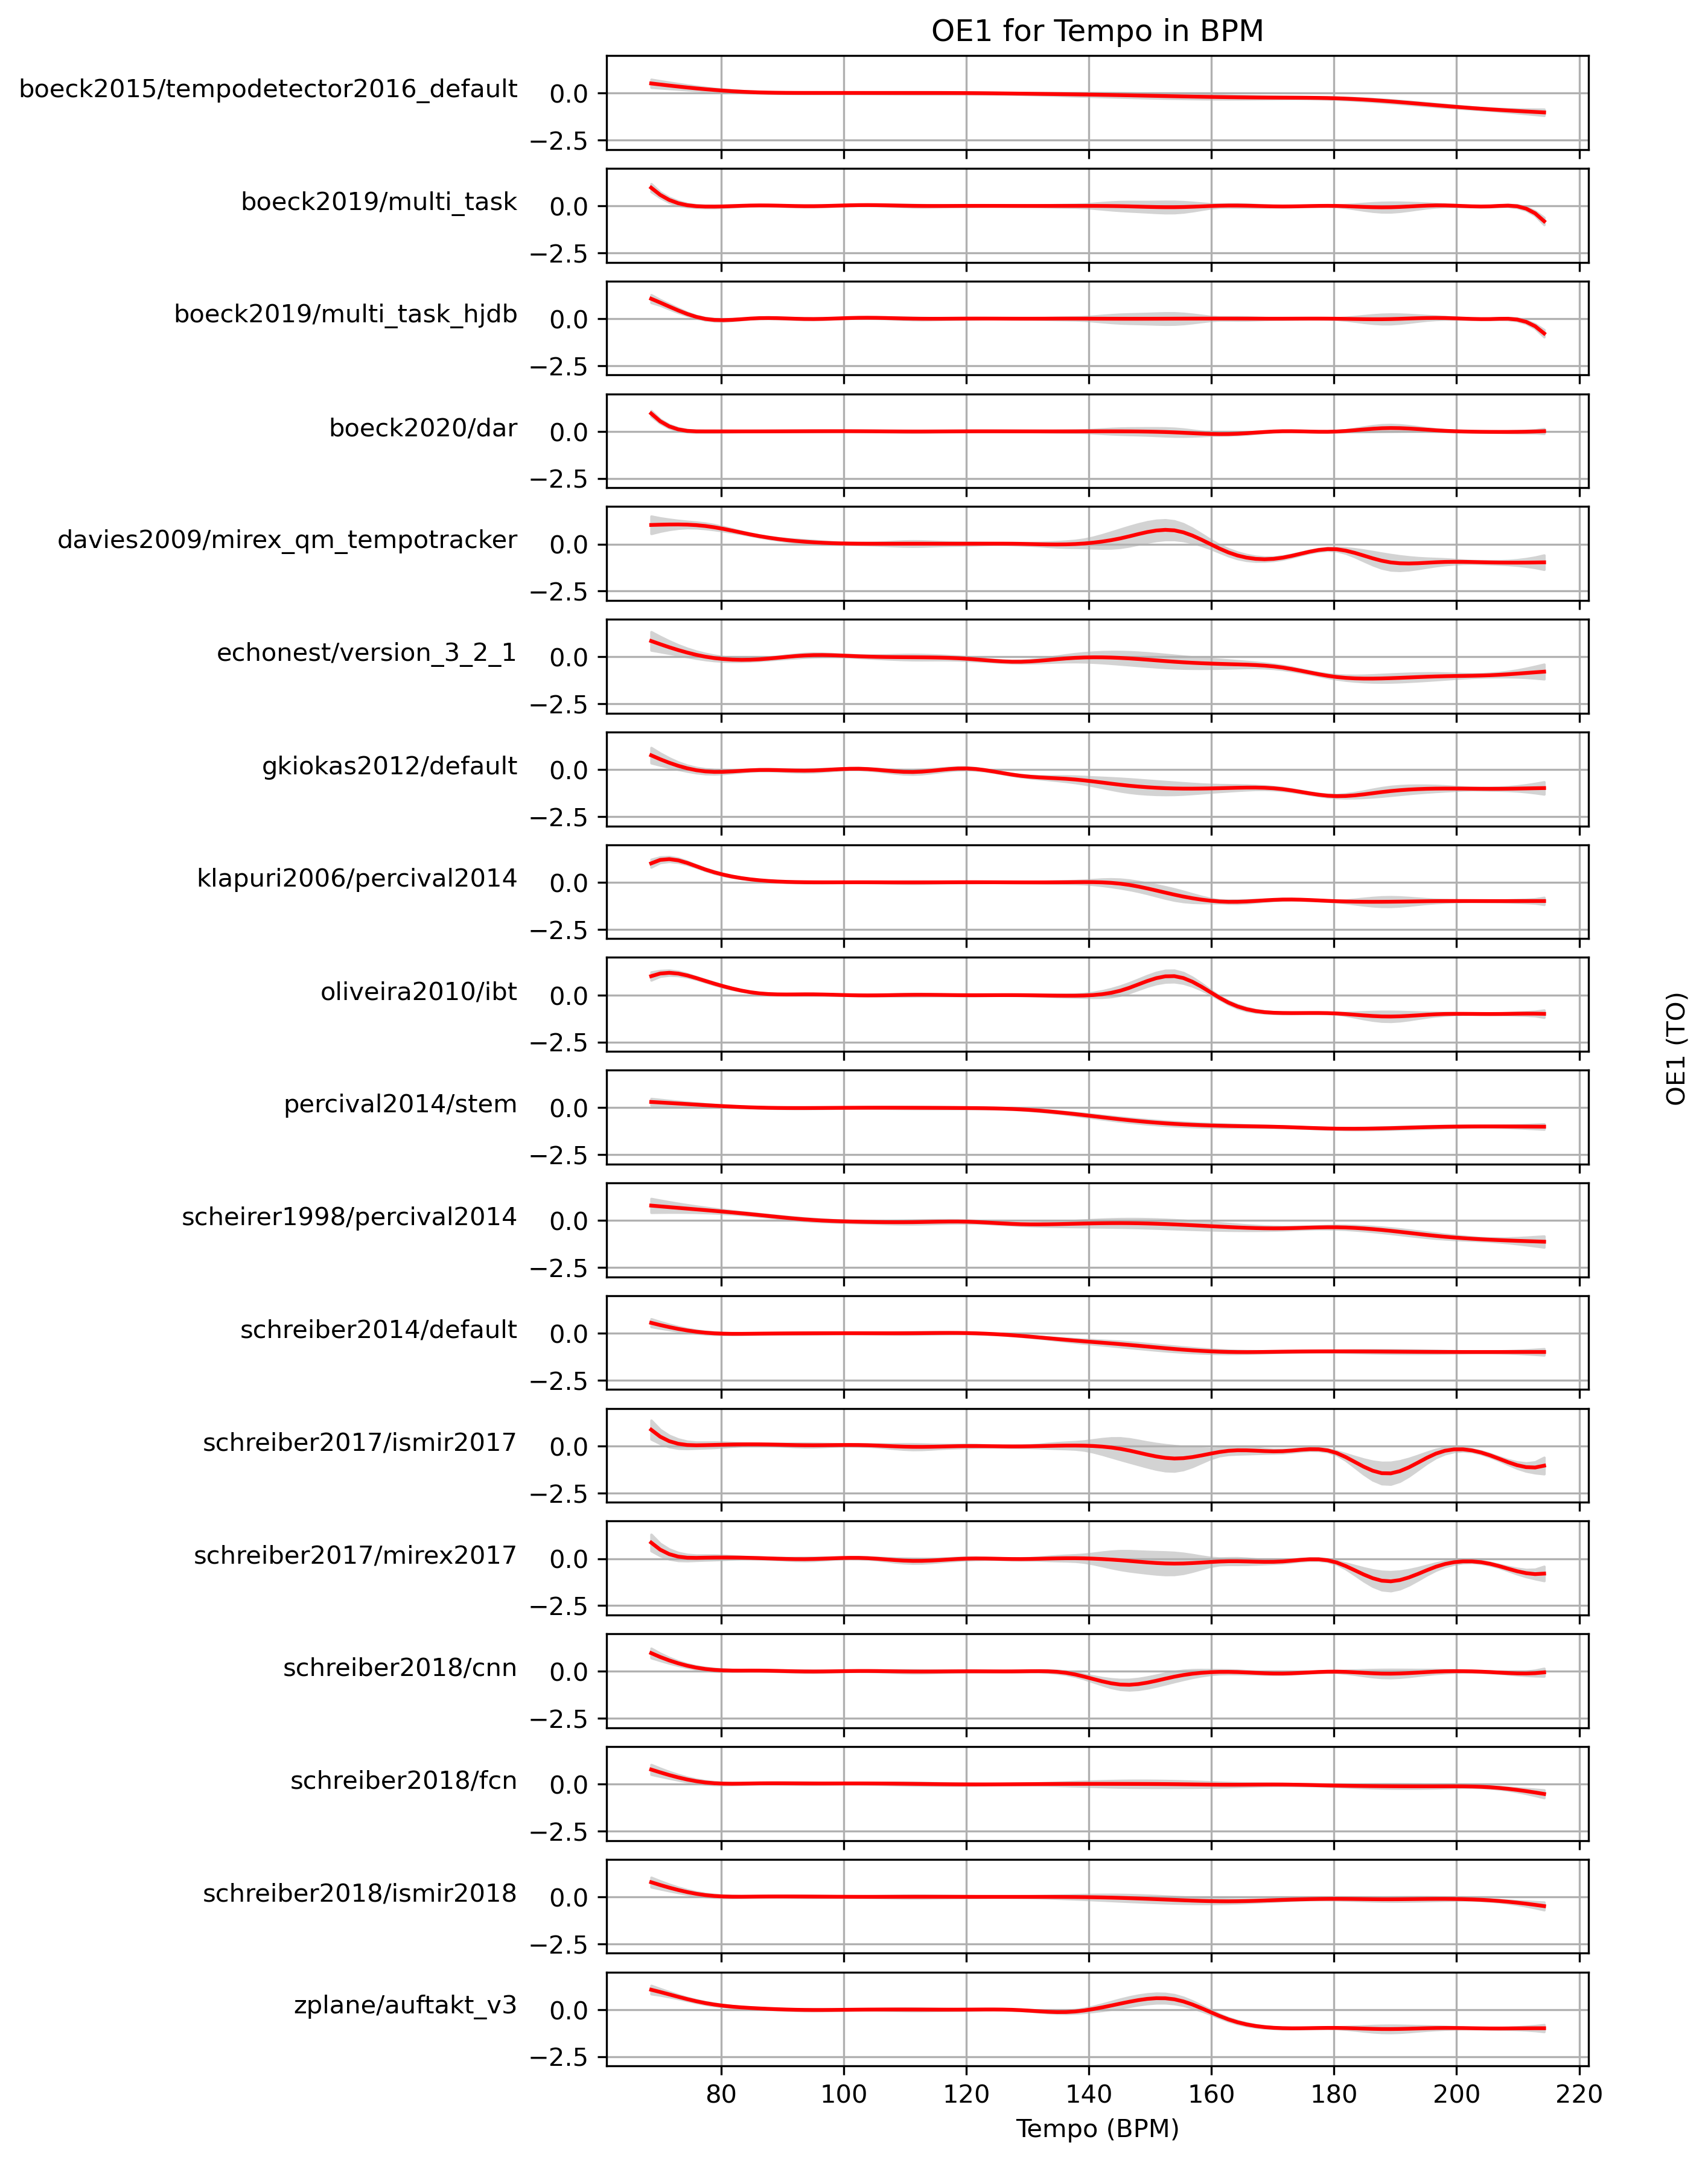 OE1 for Tempo in BPM
boeck2015/tempodetector2016_default
0.0
−2.5
boeck2019/multi_task
0.0
−2.5
boeck2019/multi_task_hjdb
0.0
−2.5
boeck2020/dar
0.0
−2.5
davies2009/mirex_qm_tempotracker
0.0
−2.5
echonest/version_3_2_1
0.0
−2.5
gkiokas2012/default
0.0
−2.5
klapuri2006/percival2014
0.0
−2.5
oliveira2010/ibt
0.0
−2.5
OE1 (TO)
percival2014/stem
0.0
−2.5
scheirer1998/percival2014
0.0
−2.5
schreiber2014/default
0.0
−2.5
schreiber2017/ismir2017
0.0
−2.5
schreiber2017/mirex2017
0.0
−2.5
schreiber2018/cnn
0.0
−2.5
schreiber2018/fcn
0.0
−2.5
schreiber2018/ismir2018
0.0
−2.5
zplane/auftakt_v3
0.0
−2.5
80 100 120 140 160 180 200 220
Tempo (BPM)